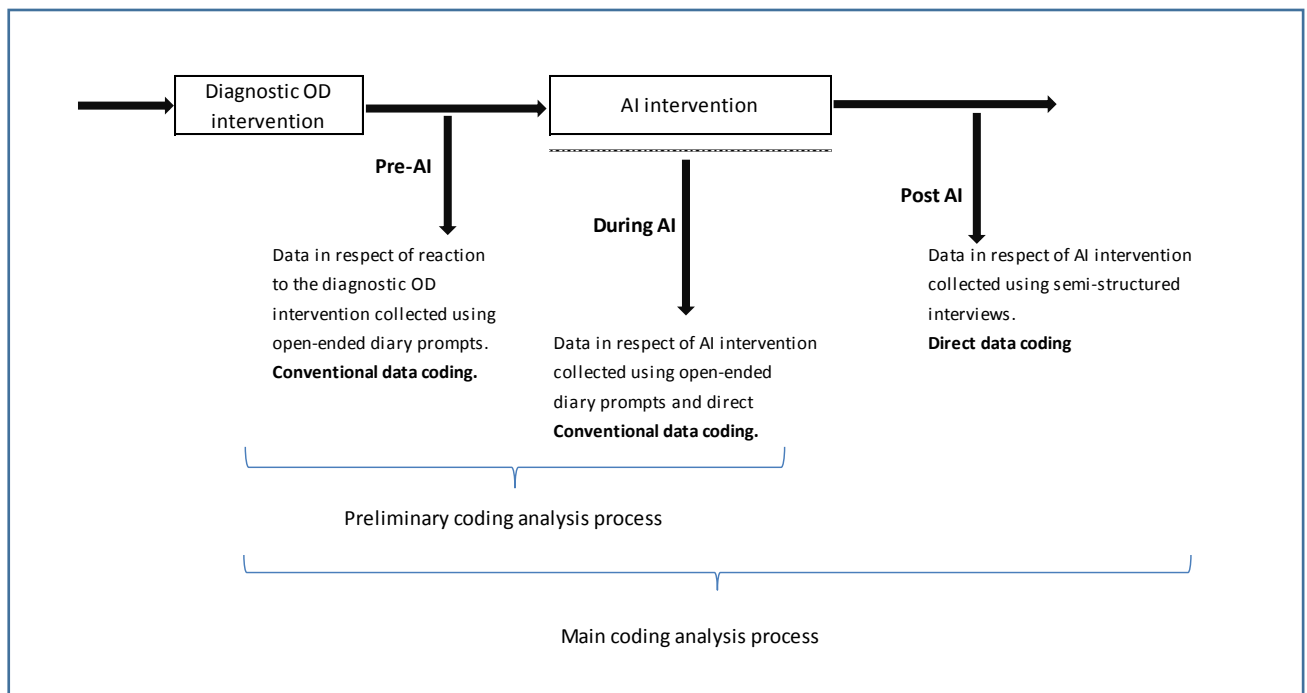 Diagnostic OD
intervention
AI intervention
Pre-AI
During AI
Post AI
Data in respect of reaction
to the diagnostic OD
intervention collected using
open-ended diary prompts.
Conventional data coding.
Data in respect of AI intervention
collected using open-ended
diary prompts and direct
Conventional data coding.
Data in respect of AI intervention
collected using semi-structured
interviews.
Direct data coding
Preliminary coding analysis process
Main coding analysis process